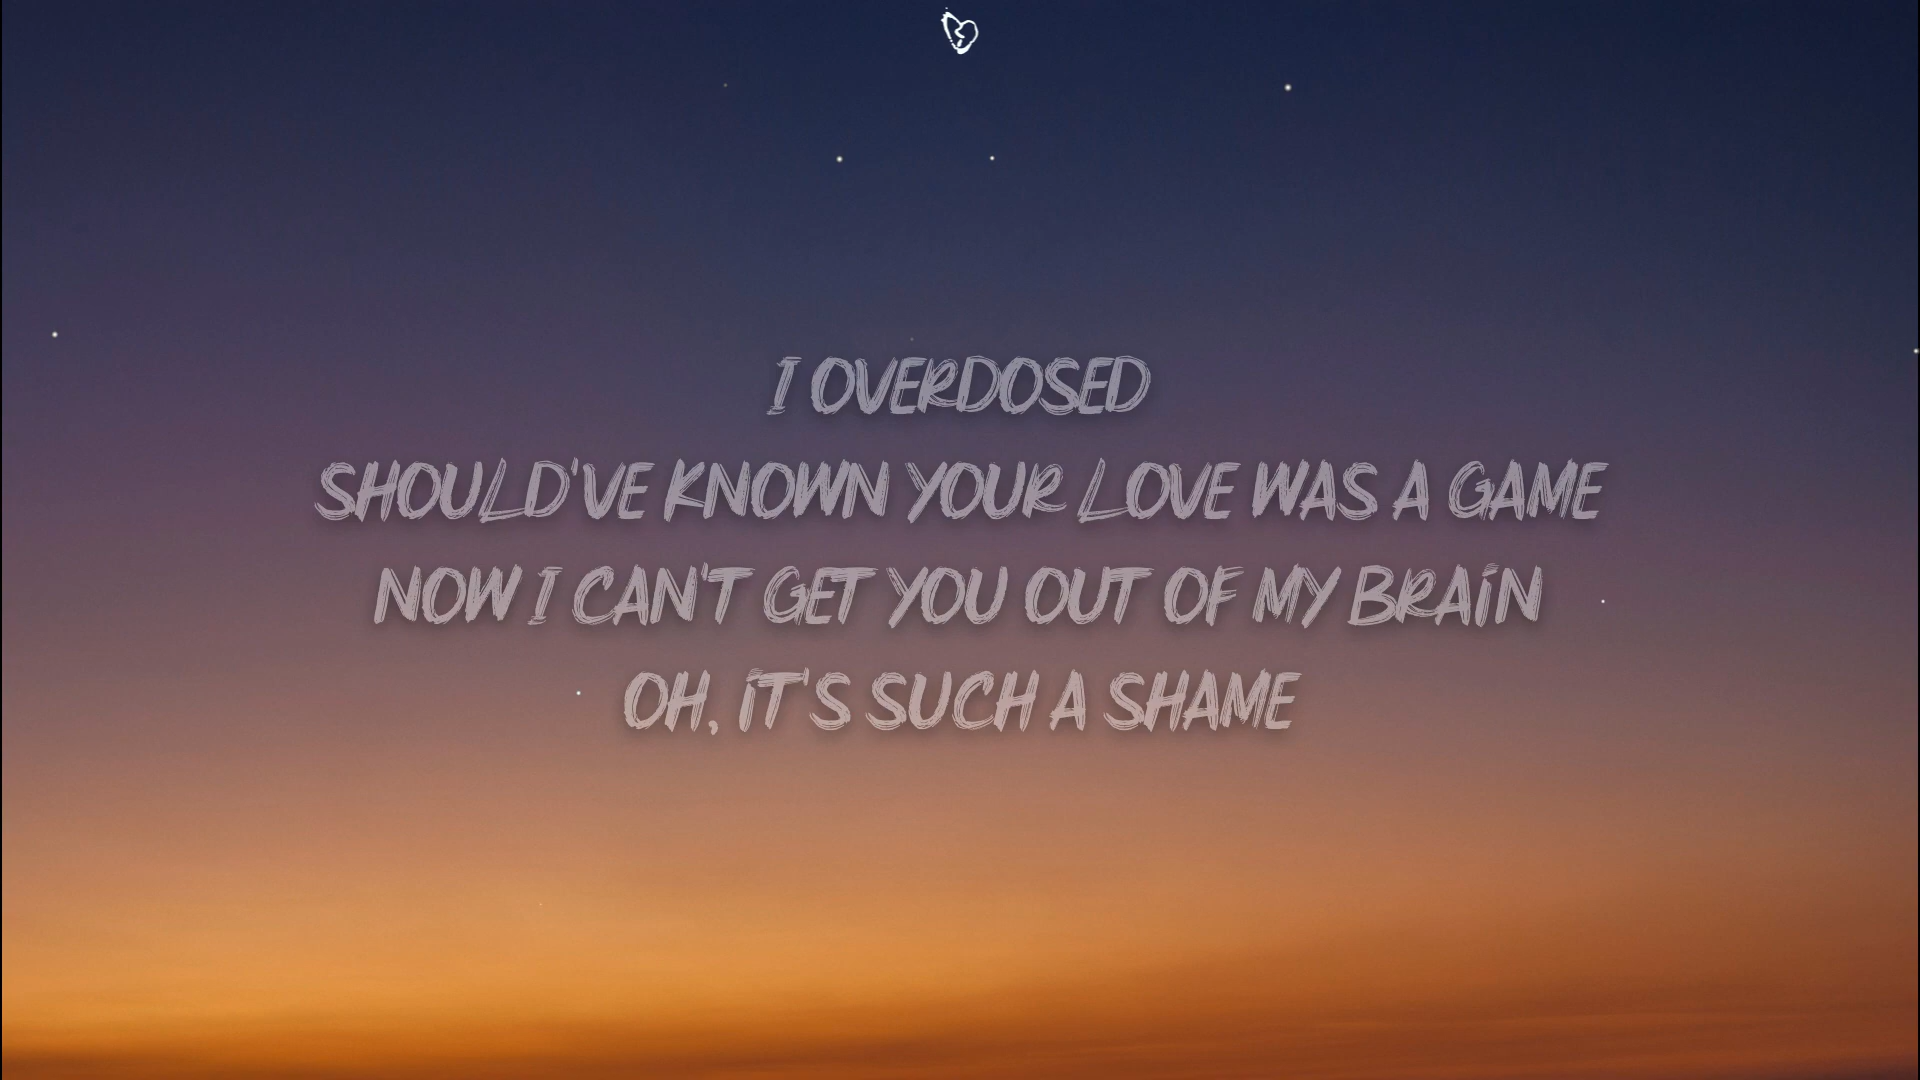 I OVERDOSED
SHOULD'VE KNOWN YOUR LOVE WAS A GAME
NOW I CAN'T GET YOU OUT OF MY BRAIN
OH, IT'S SUCH A SHAME